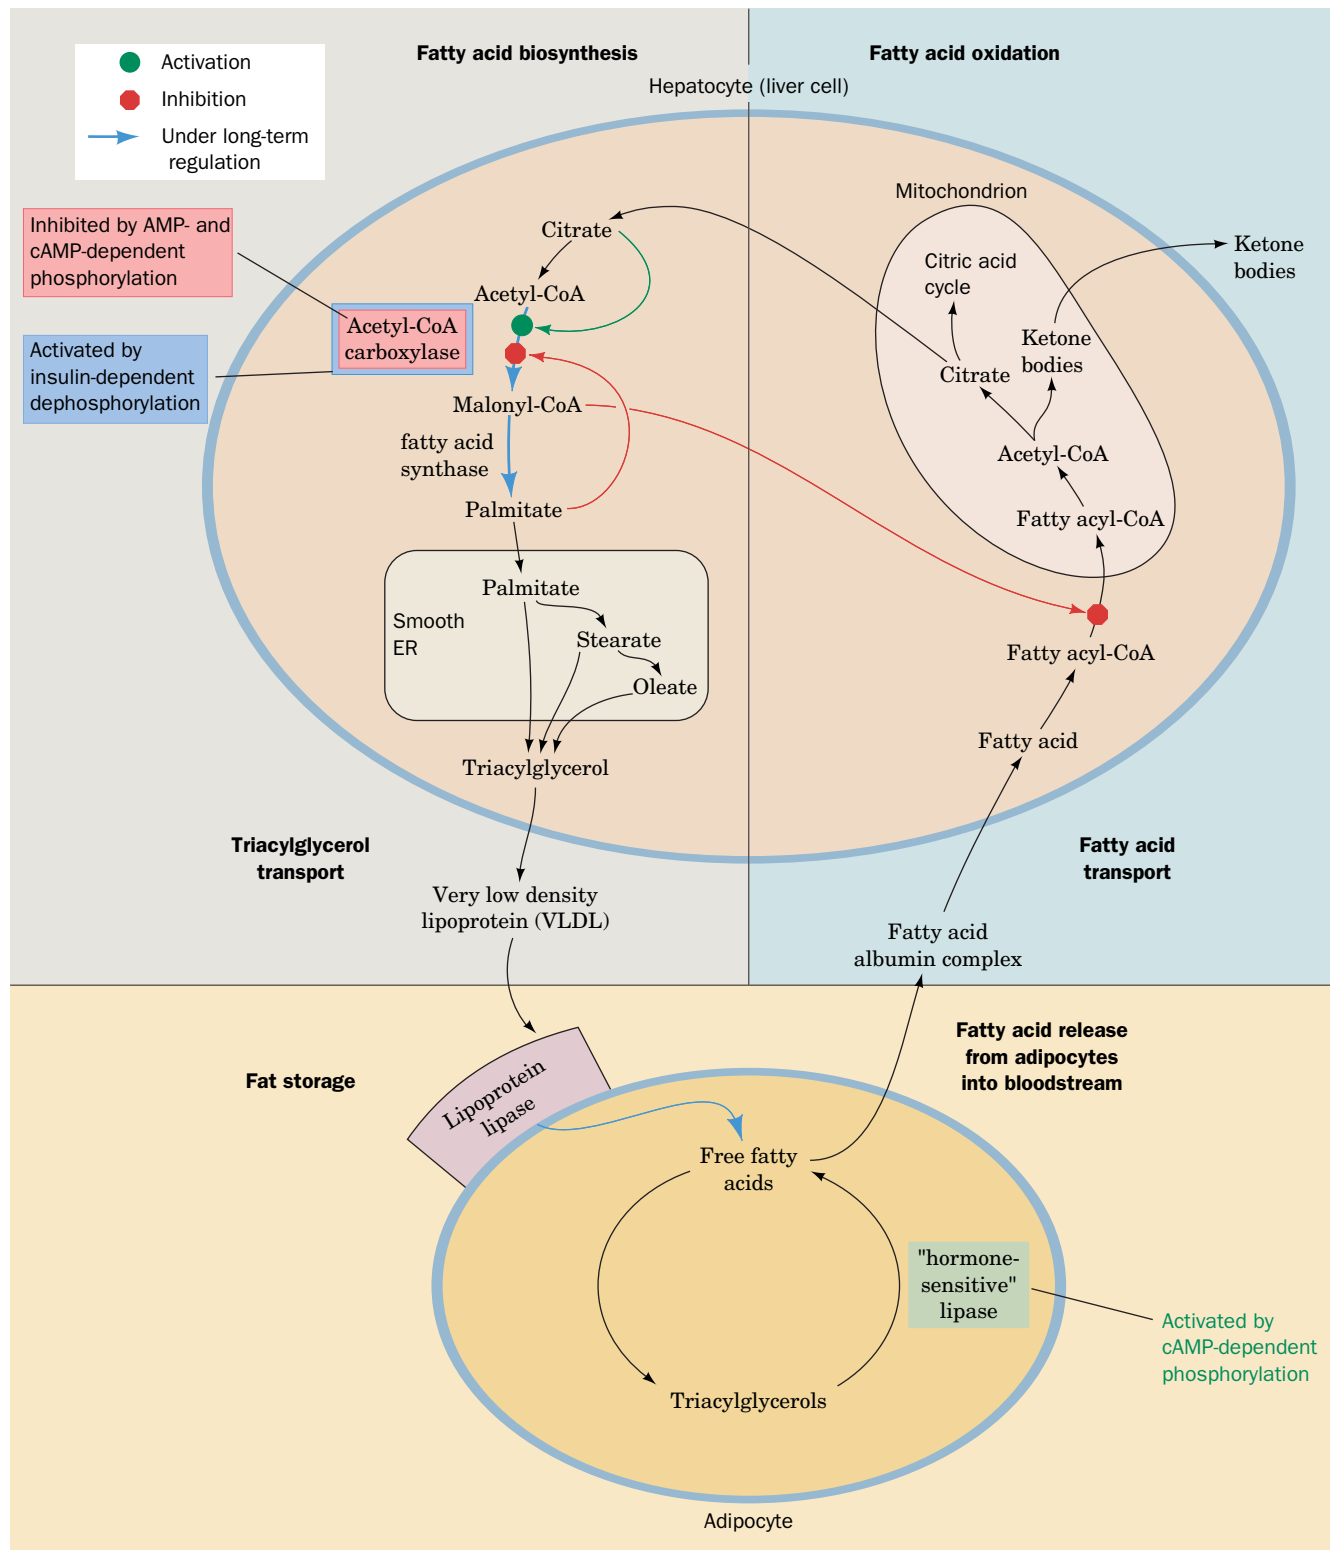 Fatty acid biosynthesis
Fatty acid oxidation
Hepatocyte (liver cell)
Activation
Inhibition
Under long-term
regulation
Inhibited by AMP- and
cAMP-dependent
phosphorylation
Activated by
insulin-dependent
dephosphorylation
Acetyl-CoA
carboxylase
Citrate
Acetyl-CoA
Malonyl-CoA
fatty acid
synthase
Palmitate
Smooth
ER
Palmitate
Stearate
Oleate
Triacylglycerol
Mitochondrion
Citric acid
cycle
Citrate
Ketone
bodies
Ketone
bodies
Acetyl-CoA
Fatty acyl-CoA
Fatty acyl-CoA
Fatty acid
Triacylglycerol
transport
Fatty acid
transport
Very low density
lipoprotein (VLDL)
Fatty acid
albumin complex
Fat storage
Lipoprotein
lipase
Fatty acid release
from adipocytes
into bloodstream
Free fatty
acids
"hormone-
sensitive"
lipase
Activated by
cAMP-dependent
phosphorylation
Triacylglycerols
Adipocyte